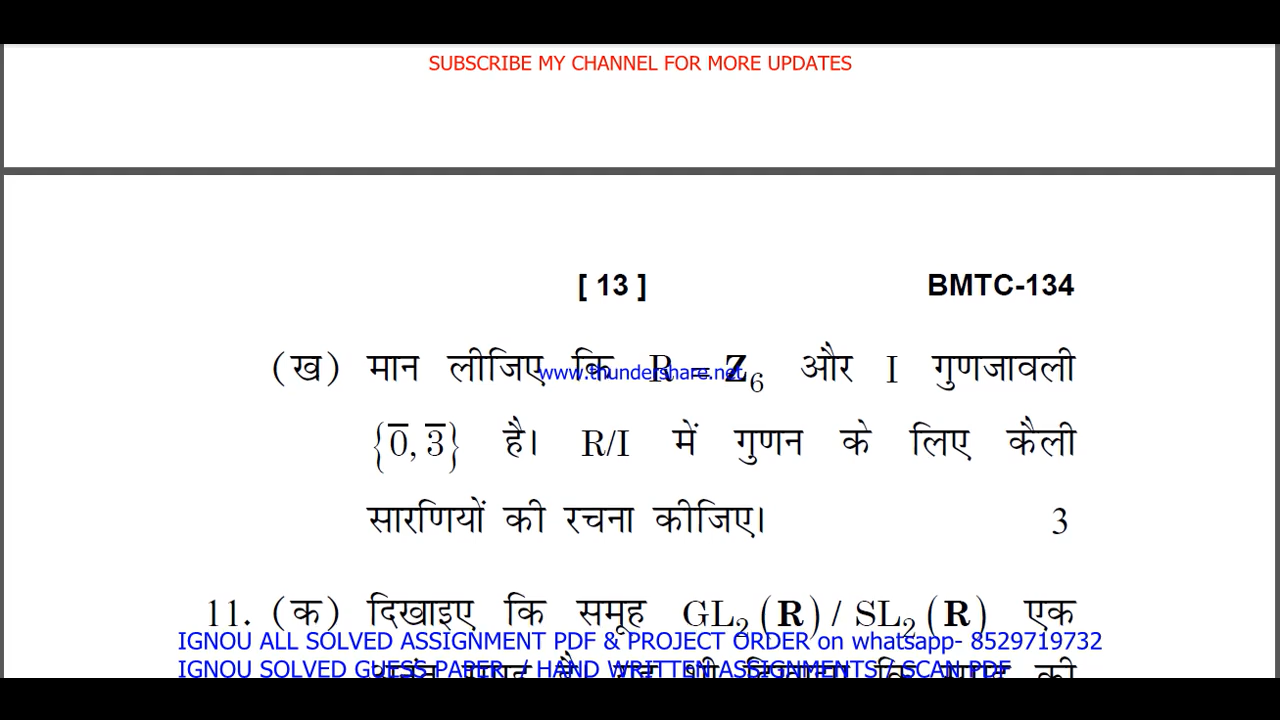 SUBSCRIBE MY CHANNEL FOR MORE UPDATES
[ 13 ] BMTC-134
(ख) मान लीजिए कि R = Z₆ और I गुणजावली
www.thundershare.net
{0̅, 3̅} है। R/I में गुणन के लिए कैली
सारणियों की रचना कीजिए। 3
11. (क) दिखाइए कि समूह GL₂(R) / SL₂(R) एक
IGNOU ALL SOLVED ASSIGNMENT PDF & PROJECT ORDER on whatsapp- 8529719732
IGNOU SOLVED GUESS PAPER / HAND WRITTEN ASSIGNMENTS / SCAN PDF